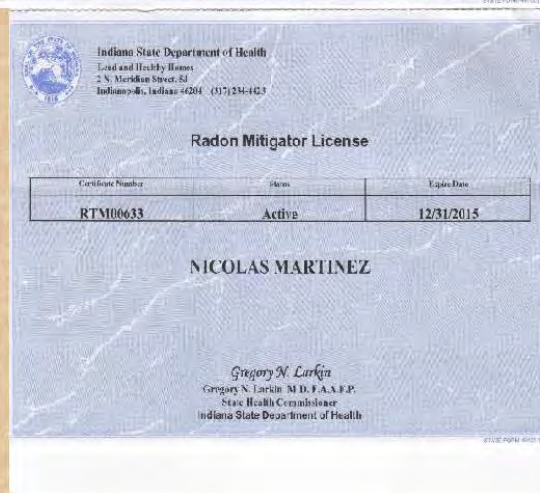 Indiana State Department of Health
Lead and Healthy Homes
2 N. Meridian Street, 5J
Indianapolis, Indiana 46204 (317) 234-4423
Radon Mitigator License
Certificate Number Status Expire Date
RTM00633 Active 12/31/2015
NICOLAS MARTINEZ
Gregory N. Larkin
Gregory N. Larkin M D. F.A.A.F.P.
State Health Commissioner
Indiana State Department of Health